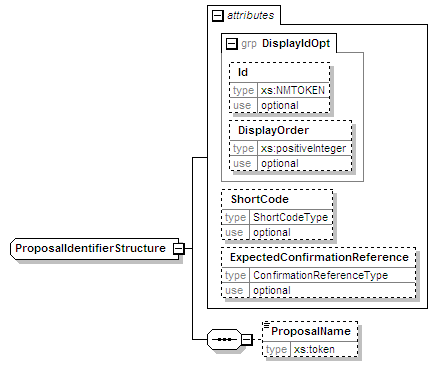 attributes
grp DisplayIdOpt
Id
type xs:NMTOKEN
use optional
DisplayOrder
type xs:positiveInteger
use optional
ShortCode
type ShortCodeType
use optional
ProposalIdentifierStructure
ExpectedConfirmationReference
type ConfirmationReferenceType
use optional
ProposalName
type xs:token